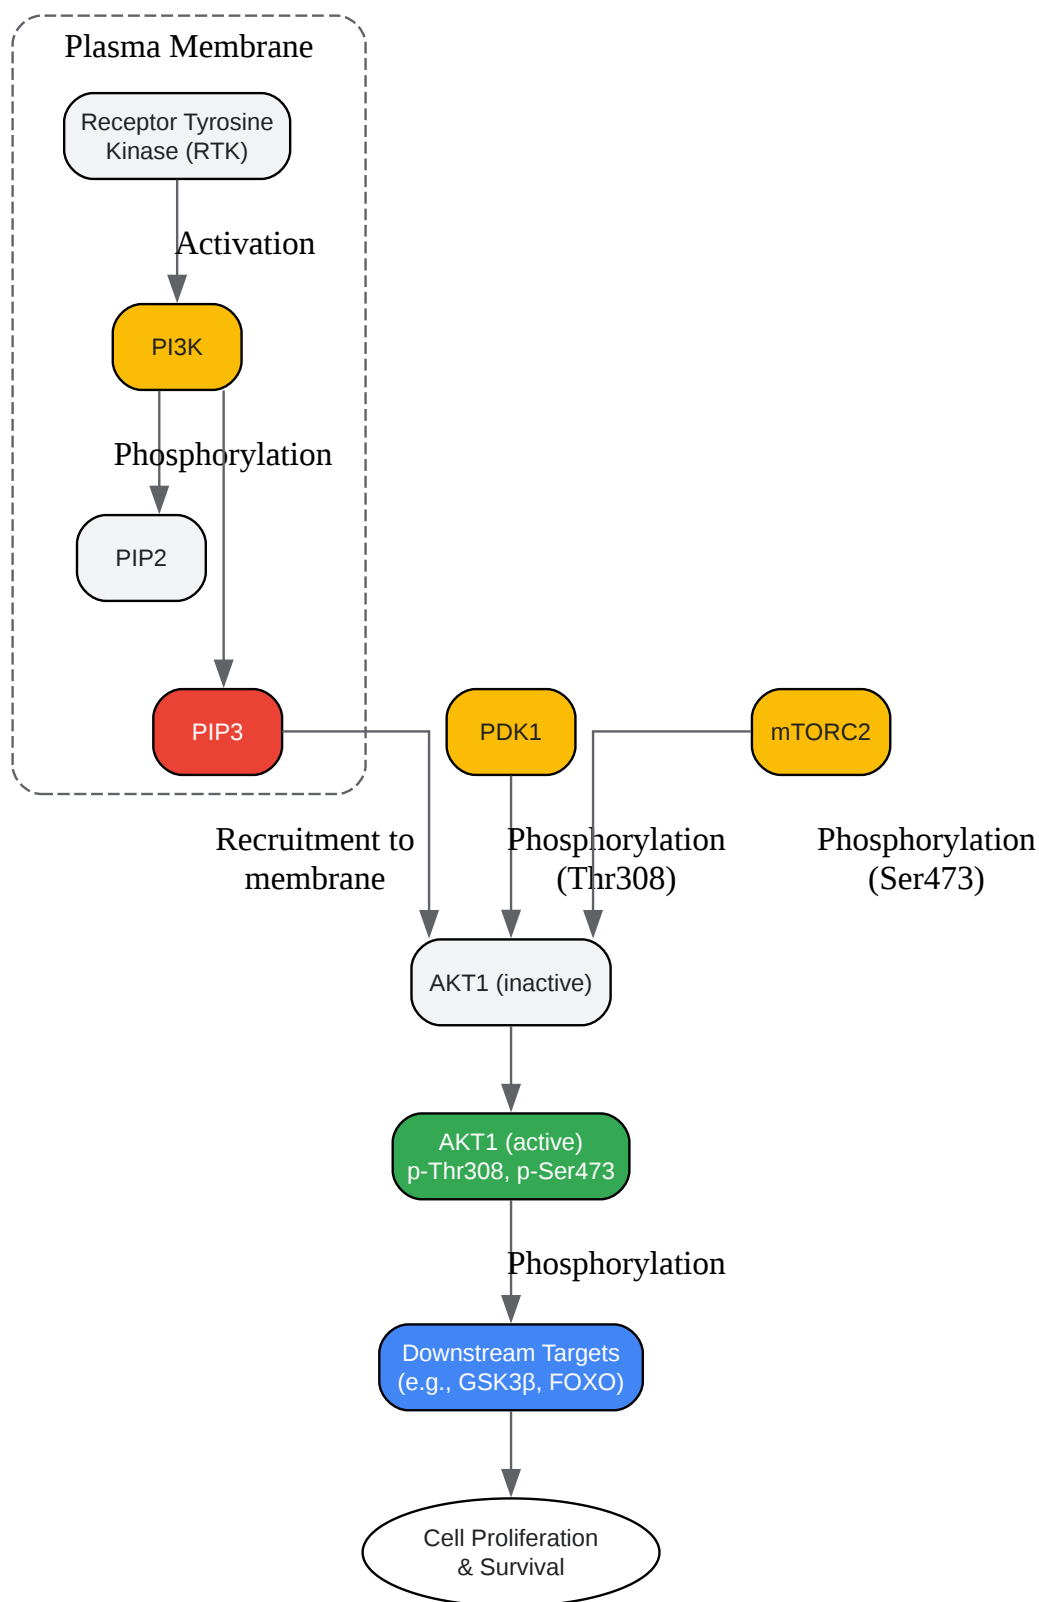 Plasma Membrane
Receptor Tyrosine
Kinase (RTK)
Activation
PI3K
Phosphorylation
PIP2
PIP3
PDK1
mTORC2
Recruitment to
membrane
Phosphorylation
(Thr308)
Phosphorylation
(Ser473)
AKT1 (inactive)
AKT1 (active)
p-Thr308, p-Ser473
Phosphorylation
Downstream Targets
(e.g., GSK3β, FOXO)
Cell Proliferation
& Survival